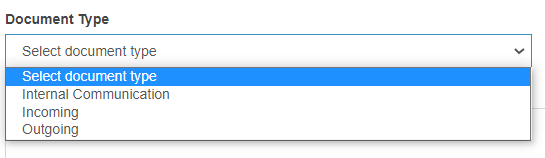 Document Type
Select document type
Select document type
Internal Communication
Incoming
Outgoing